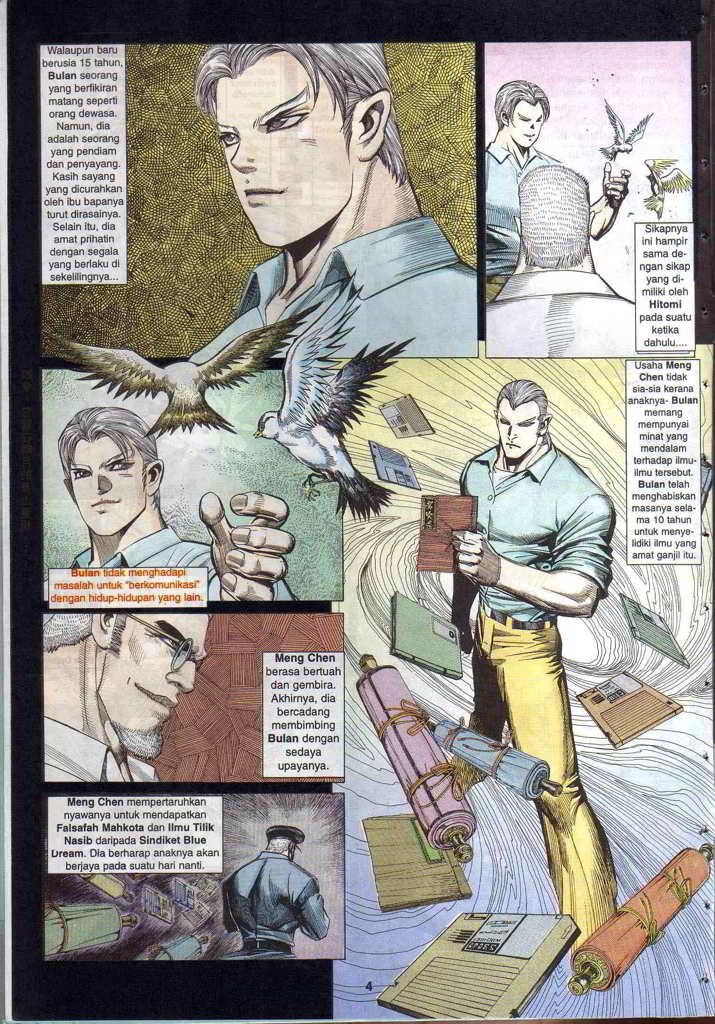 Walaupun baru
berusia 15 tahun,
Bulan seorang
yang berfikiran
matang seperti
orang dewasa.
Namun, dia
adalah seorang
yang pendiam
dan penyayang.
Kasih sayang
yang dicurahkan
oleh ibu bapanya
turut dirasainya.
Selain itu, dia
amat prihatin
dengan segala
yang berlaku di
sekelilingnya...
Sikapnya
ini hampir
sama de-
ngan sikap
yang di-
miliki oleh
Hitomi
pada suatu
ketika
dahulu....
Bulan tidak menghadapi
masalah untuk "berkomunikasi"
dengan hidup-hidupan yang lain.
Usaha Meng
Chen tidak
sia-sia kerana
anaknya- Bulan
memang
mempunyai
minat yang
mendalam
terhadap ilmu-
ilmu tersebut.
Bulan telah
menghabiskan
masanya sela-
ma 10 tahun
untuk menye-
lidiki ilmu yang
amat ganjil itu.
Meng Chen
berasa bertuah
dan gembira.
Akhirnya, dia
bercadang
membimbing
Bulan dengan
sedaya
upayanya.
Meng Chen mempertaruhkan
nyawanya untuk mendapatkan
Falsafah Mahkota dan Ilmu Tilik
Nasib daripada Sindiket Blue
Dream. Dia berharap anaknya akan
berjaya pada suatu hari nanti.
4